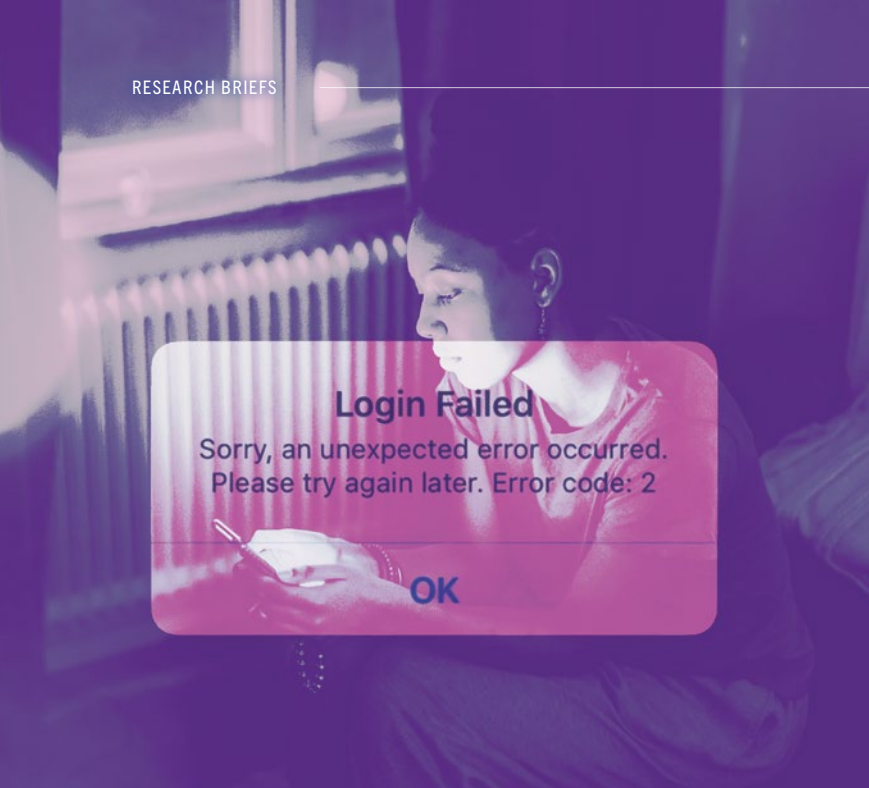 RESEARCH BRIEFS
Login Failed
Sorry, an unexpected error occurred.
Please try again later. Error code: 2
OK